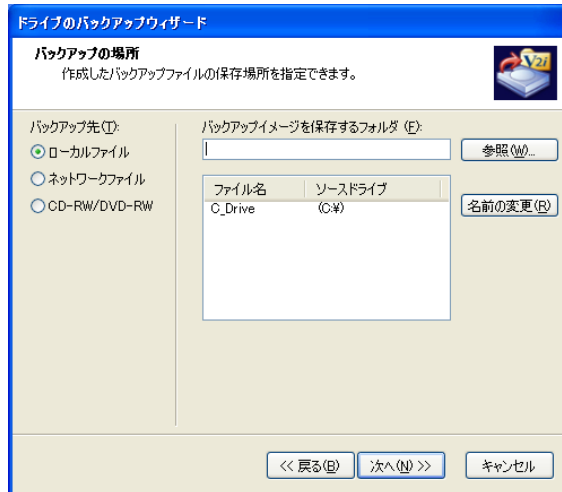 ドライブのバックアップウィザード
バックアップの場所
作成したバックアップファイルの保存場所を指定できます。
V2i
バックアップ先(T):
ローカルファイル
ネットワークファイル
CD-RW/DVD-RW
バックアップイメージを保存するフォルダ (F):
参照(W)...
ファイル名 ソースドライブ
C_Drive (C:¥)
名前の変更(R)
<< 戻る(B)
次へ(N) >>
キャンセル